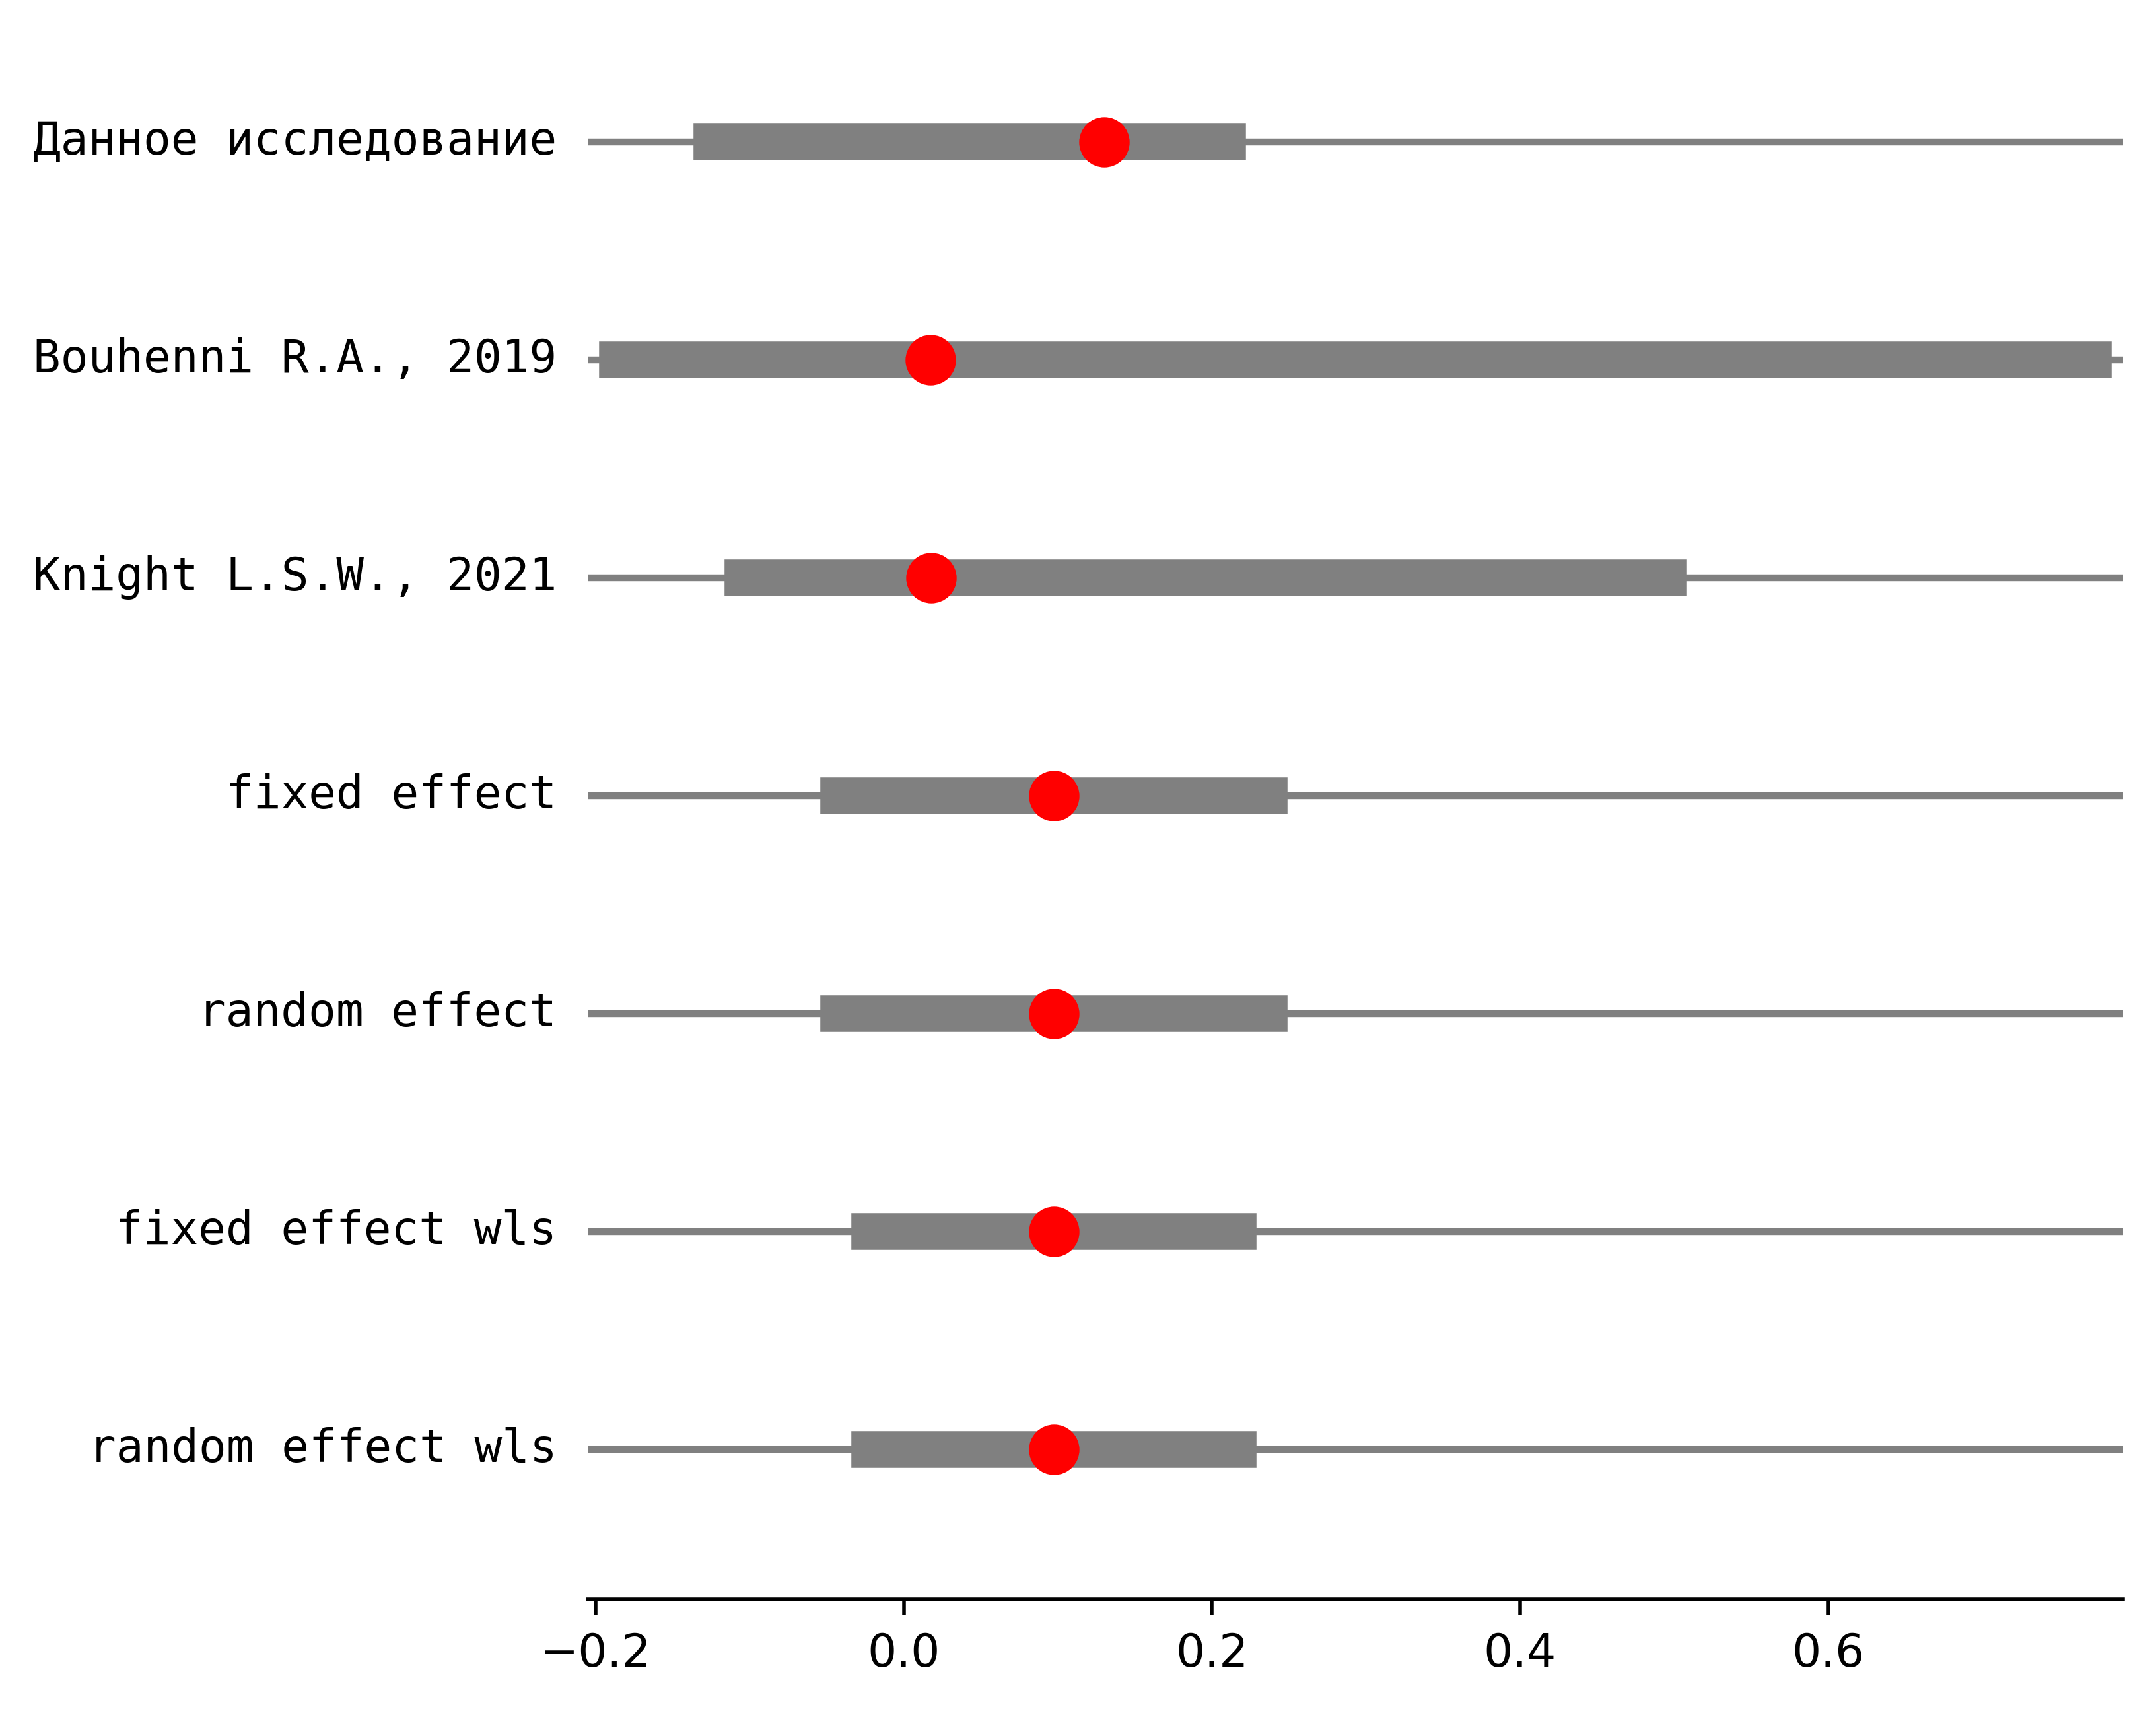 Данное исследование
Bouhenni R.A., 2019
Knight L.S.W., 2021
fixed effect
random effect
fixed effect wls
random effect wls
−0.2 0.0 0.2 0.4 0.6